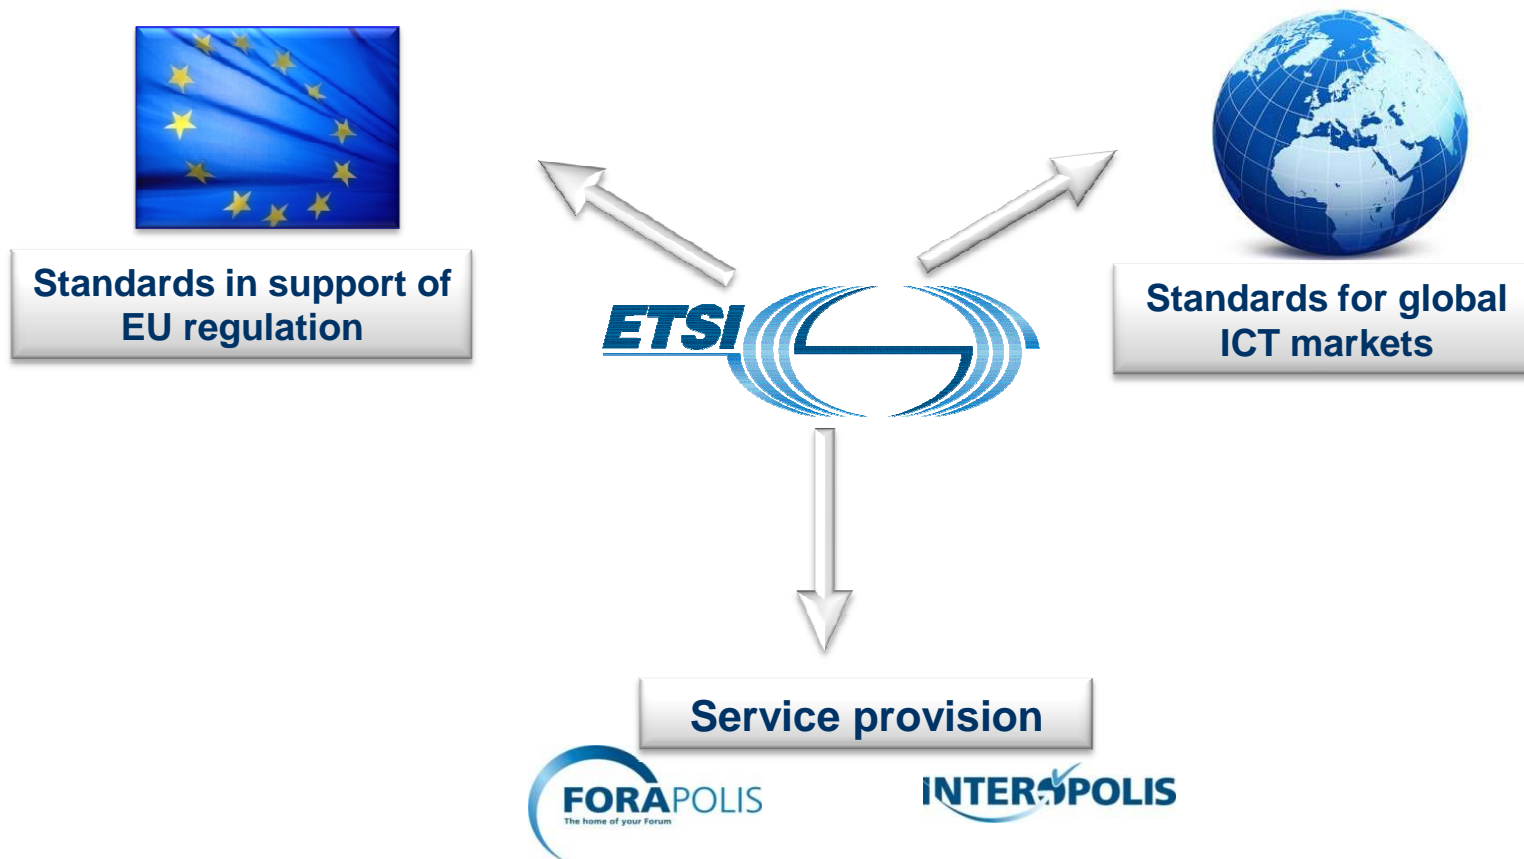 Standards in support of
EU regulation
ETSI
Standards for global
ICT markets
Service provision
FORAPOLIS
The home of your Forum
INTEROPOLIS